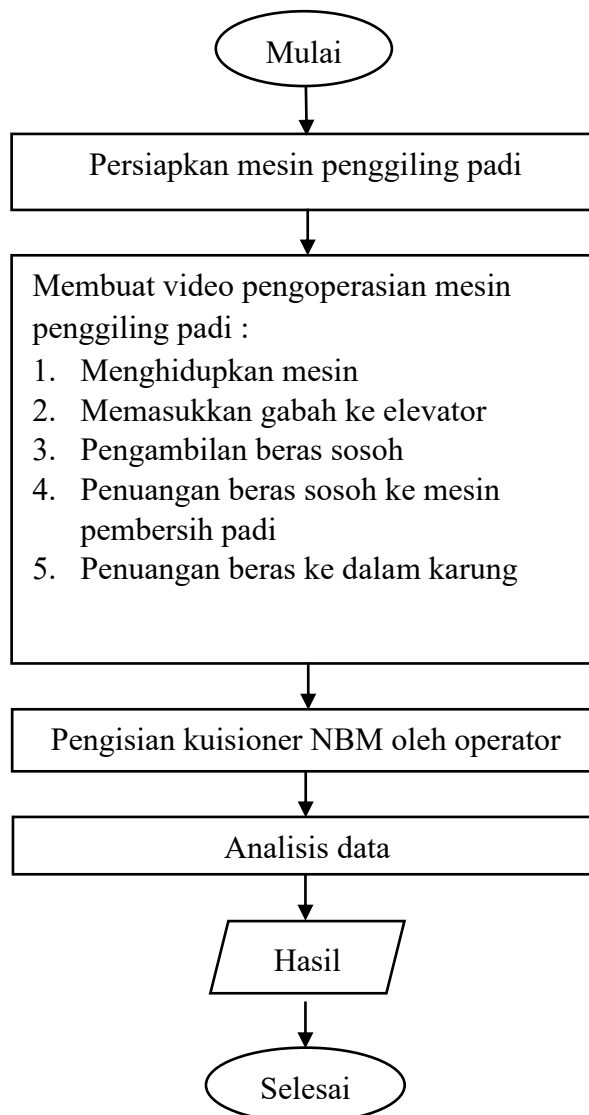 Mulai
Persiapkan mesin penggiling padi
Membuat video pengoperasian mesin
penggiling padi :
1. Menghidupkan mesin
2. Memasukkan gabah ke elevator
3. Pengambilan beras sosoh
4. Penuangan beras sosoh ke mesin
pembersih padi
5. Penuangan beras ke dalam karung
Pengisian kuisioner NBM oleh operator
Analisis data
Hasil
Selesai